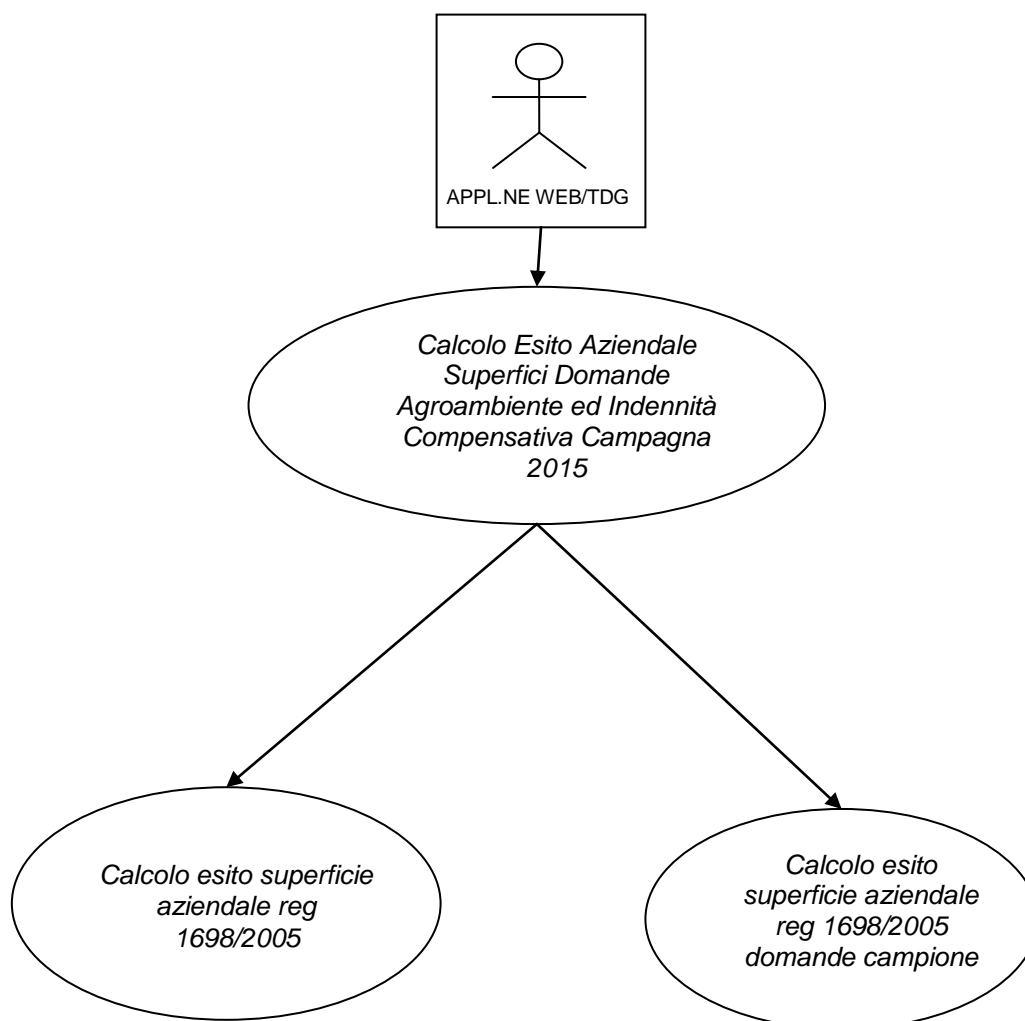 APPL.NE WEB/TDG
Calcolo Esito Aziendale
Superfici Domande
Agroambiente ed Indennità
Compensativa Campagna
2015
Calcolo esito superficie
aziendale reg
1698/2005
Calcolo esito
superficie aziendale
reg 1698/2005
domande campione